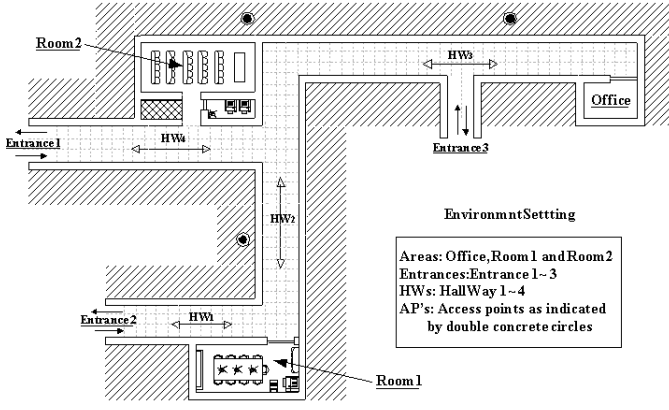 Room2
HW3
Office
Entrance1
HW4
Entrance3
HW2
EnvironmntSettting
Areas: Office,Room1 and Room2
Entrances:Entrance 1~3
HWs: HallWay 1~4
AP's: Access points as indicated
by double concrete circles
Entrance2
HW1
Room1